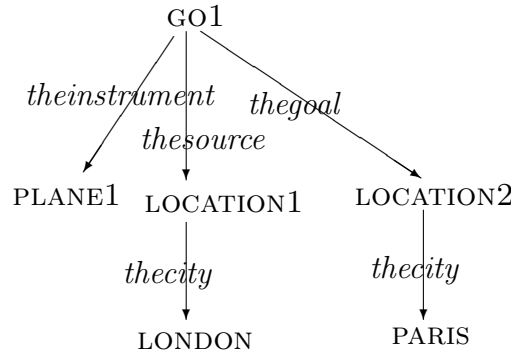 GO1
theinstrument
thegoal
thesource
PLANE1 LOCATION1 LOCATION2
thecity thecity
LONDON PARIS